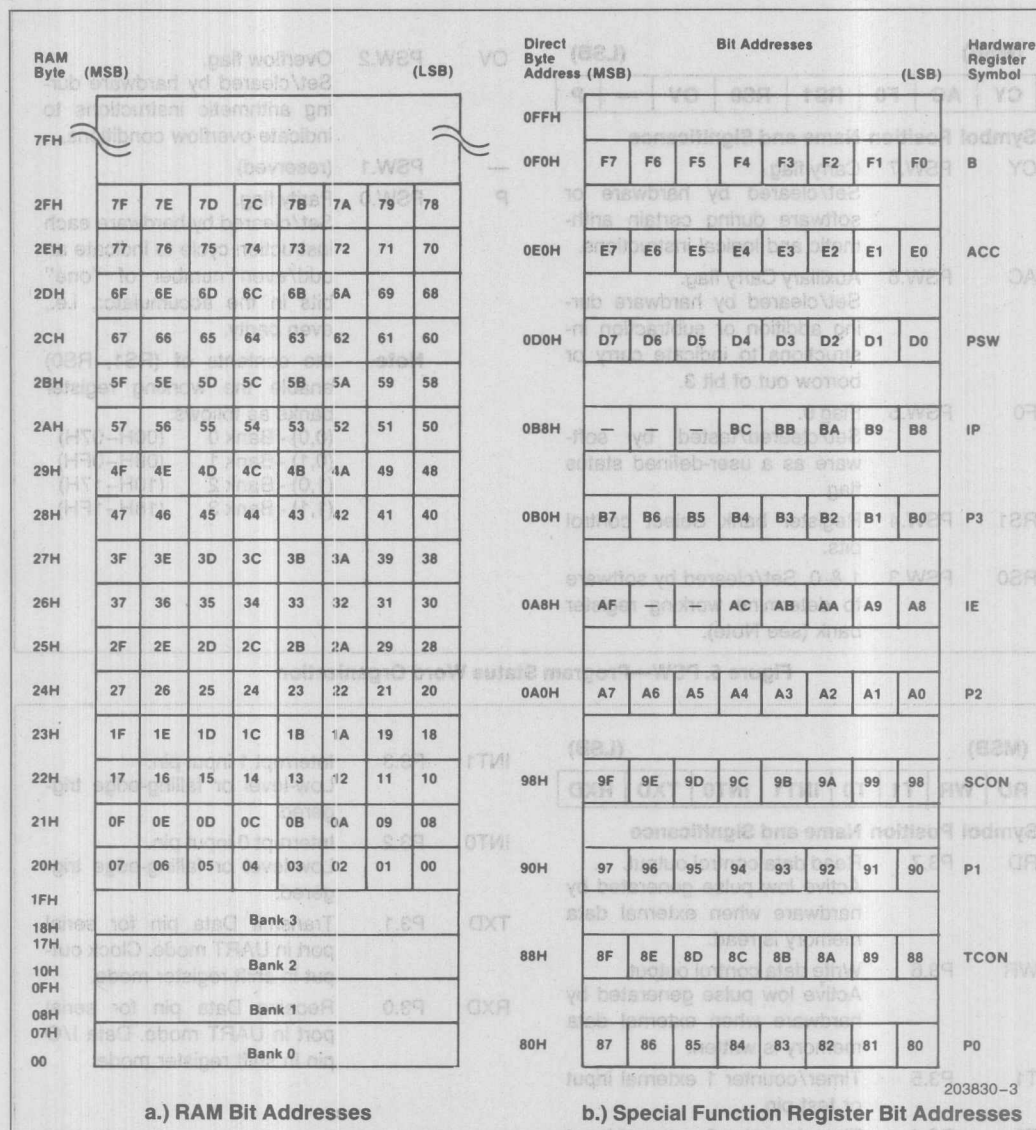 RAM
Byte (MSB) (LSB)
7FH
2FH 7F 7E 7D 7C 7B 7A 79 78
2EH 77 76 75 74 73 72 71 70
2DH 6F 6E 6D 6C 6B 6A 69 68
2CH 67 66 65 64 63 62 61 60
2BH 5F 5E 5D 5C 5B 5A 59 58
2AH 57 56 55 54 53 52 51 50
29H 4F 4E 4D 4C 4B 4A 49 48
28H 47 46 45 44 43 42 41 40
27H 3F 3E 3D 3C 3B 3A 39 38
26H 37 36 35 34 33 32 31 30
25H 2F 2E 2D 2C 2B 2A 29 28
24H 27 26 25 24 23 22 21 20
23H 1F 1E 1D 1C 1B 1A 19 18
22H 17 16 15 14 13 12 11 10
21H 0F 0E 0D 0C 0B 0A 09 08
20H 07 06 05 04 03 02 01 00
1FH
Bank 3
18H
17H
Bank 2
10H
0FH
Bank 1
08H
07H
Bank 0
00
a.) RAM Bit Addresses
Direct Bit Addresses Hardware
Byte Register
Address (MSB) (LSB) Symbol
0FFH
0F0H F7 F6 F5 F4 F3 F2 F1 F0 B
0E0H E7 E6 E5 E4 E3 E2 E1 E0 ACC
0D0H D7 D6 D5 D4 D3 D2 D1 D0 PSW
0B8H — — — BC BB BA B9 B8 IP
0B0H B7 B6 B5 B4 B3 B2 B1 B0 P3
0A8H AF — — AC AB AA A9 A8 IE
0A0H A7 A6 A5 A4 A3 A2 A1 A0 P2
98H 9F 9E 9D 9C 9B 9A 99 98 SCON
90H 97 96 95 94 93 92 91 90 P1
88H 8F 8E 8D 8C 8B 8A 89 88 TCON
80H 87 86 85 84 83 82 81 80 P0
203830-3
b.) Special Function Register Bit Addresses